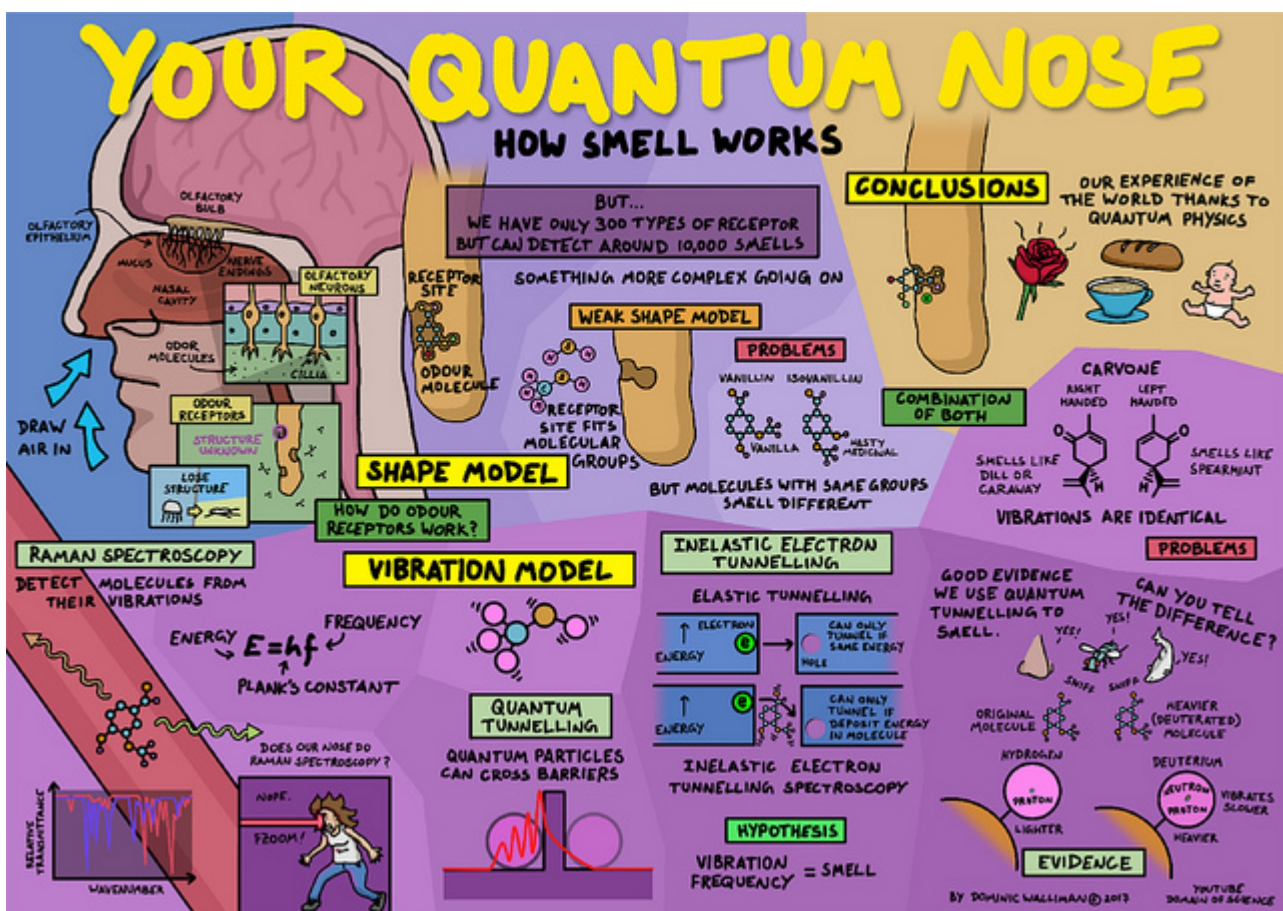 YOUR QUANTUM NOSE
HOW SMELL WORKS
OLFACTORY
BULB
OLFACTORY
EPITHELIUM
MUCUS
NERVE
ENDINGS
NASAL
CAVITY
OLFACTORY
NEURONS
ODOR
MOLECULES
CILLIA
DRAW
AIR IN
ODOUR
RECEPTORS
STRUCTURE
UNKNOWN
LOSE
STRUCTURE
HOW DO ODOUR
RECEPTORS WORK?
SHAPE MODEL
RECEPTOR
SITE
ODOUR
MOLECULE
BUT...
WE HAVE ONLY 300 TYPES OF RECEPTOR
BUT CAN DETECT AROUND 10,000 SMELLS
SOMETHING MORE COMPLEX GOING ON
WEAK SHAPE MODEL
RECEPTOR
SITE FITS
MOLECULAR
GROUPS
PROBLEMS
VANILLIN ISOVANILLIN
VANILLA
NASTY
MEDICINAL
BUT MOLECULES WITH SAME GROUPS
SMELL DIFFERENT
VIBRATION MODEL
RAMAN SPECTROSCOPY
DETECT MOLECULES FROM
THEIR VIBRATIONS
ENERGY
E=hf
FREQUENCY
PLANK'S CONSTANT
DOES OUR NOSE DO
RAMAN SPECTROSCOPY?
NOPE.
FZOOM!
RELATIVE
TRANSMITTANCE
WAVENUMBER
QUANTUM
TUNNELLING
QUANTUM PARTICLES
CAN CROSS BARRIERS
INELASTIC ELECTRON
TUNNELLING
ELASTIC TUNNELLING
ELECTRON
e
ENERGY
CAN ONLY
TUNNEL IF
SAME ENERGY
HOLE
e
ENERGY
CAN ONLY
TUNNEL IF
DEPOSIT ENERGY
IN MOLECULE
INELASTIC ELECTRON
TUNNELLING SPECTROSCOPY
HYPOTHESIS
VIBRATION
FREQUENCY = SMELL
GOOD EVIDENCE
WE USE QUANTUM
TUNNELLING TO
SMELL.
CAN YOU TELL
THE DIFFERENCE?
YES!
YES!
YES!
SNIFF
SNIFF
ORIGINAL
MOLECULE
HEAVIER
(DEUTERATED)
MOLECULE
HYDROGEN
PROTON
LIGHTER
DEUTERIUM
NEUTRON
PROTON
VIBRATES
SLOWER
HEAVIER
EVIDENCE
PROBLEMS
CARVONE
RIGHT
HANDED
LEFT
HANDED
SMELLS LIKE
DILL OR
CARAWAY
H
H
SMELLS LIKE
SPEARMINT
VIBRATIONS ARE IDENTICAL
COMBINATION
OF BOTH
CONCLUSIONS
OUR EXPERIENCE OF
THE WORLD THANKS TO
QUANTUM PHYSICS
BY DOMINIC WALLIMAN © 2017
YOUTUBE
DOMAIN OF SCIENCE